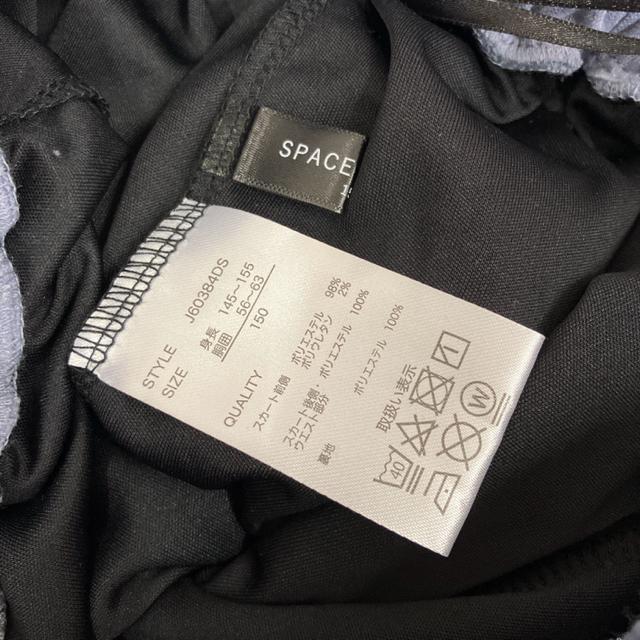 SPACE
STYLE J60384DS
SIZE 身長 145~155
胴囲 56~63
150
QUALITY
スカート前側 ポリエステル 98%
ポリウレタン 2%
スカート後側・ ポリエステル 100%
ウエスト部分
裏地 ポリエステル 100%
取扱い表示
40
W